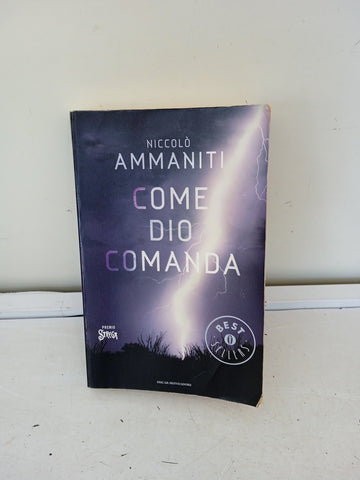 NICCOLÒ
AMMANITI
COME
DIO
COMANDA
PREMIO
STREGA
BEST
SELLERS